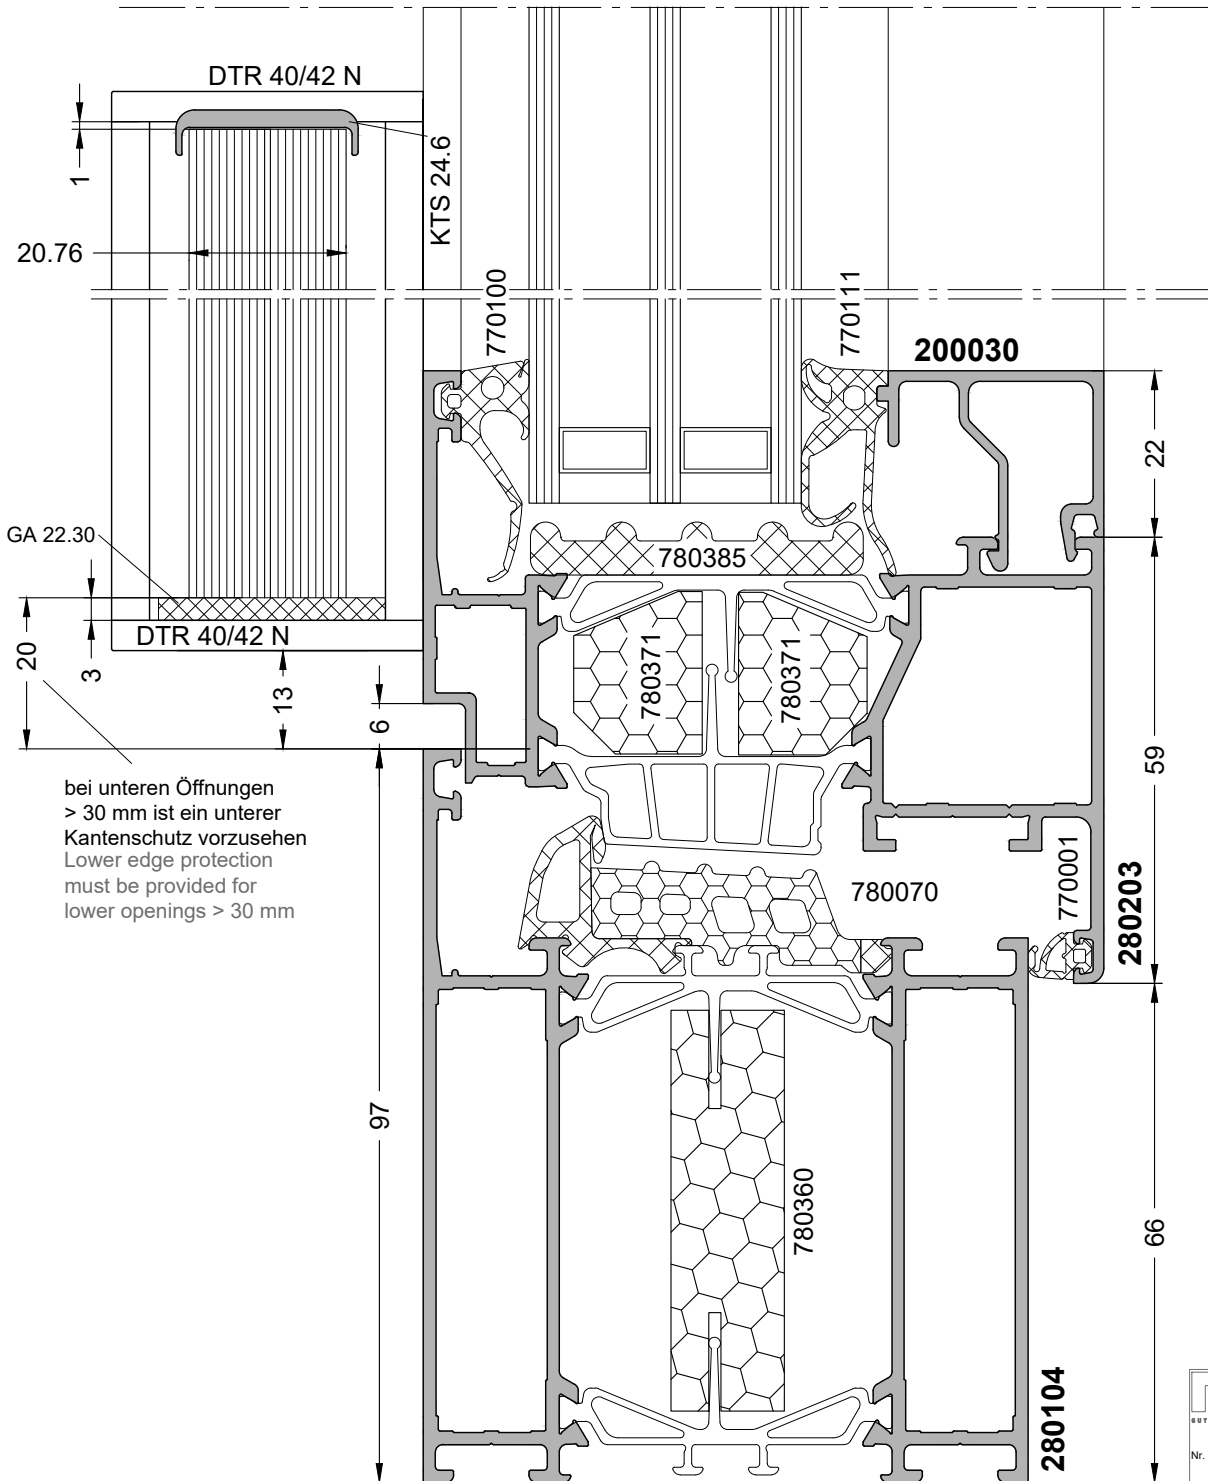 DTR 40/42 N
KTS 24.6
1
20.76
770100
770111
200030
22
GA 22.30
780385
DTR 40/42 N
20
3
13
6
780371
780371
59
bei unteren Öffnungen
> 30 mm ist ein unterer
Kantenschutz vorzusehen
Lower edge protection
must be provided for
lower openings > 30 mm
780070
770001
280203
97
780360
66
280104
GUT
Nr.